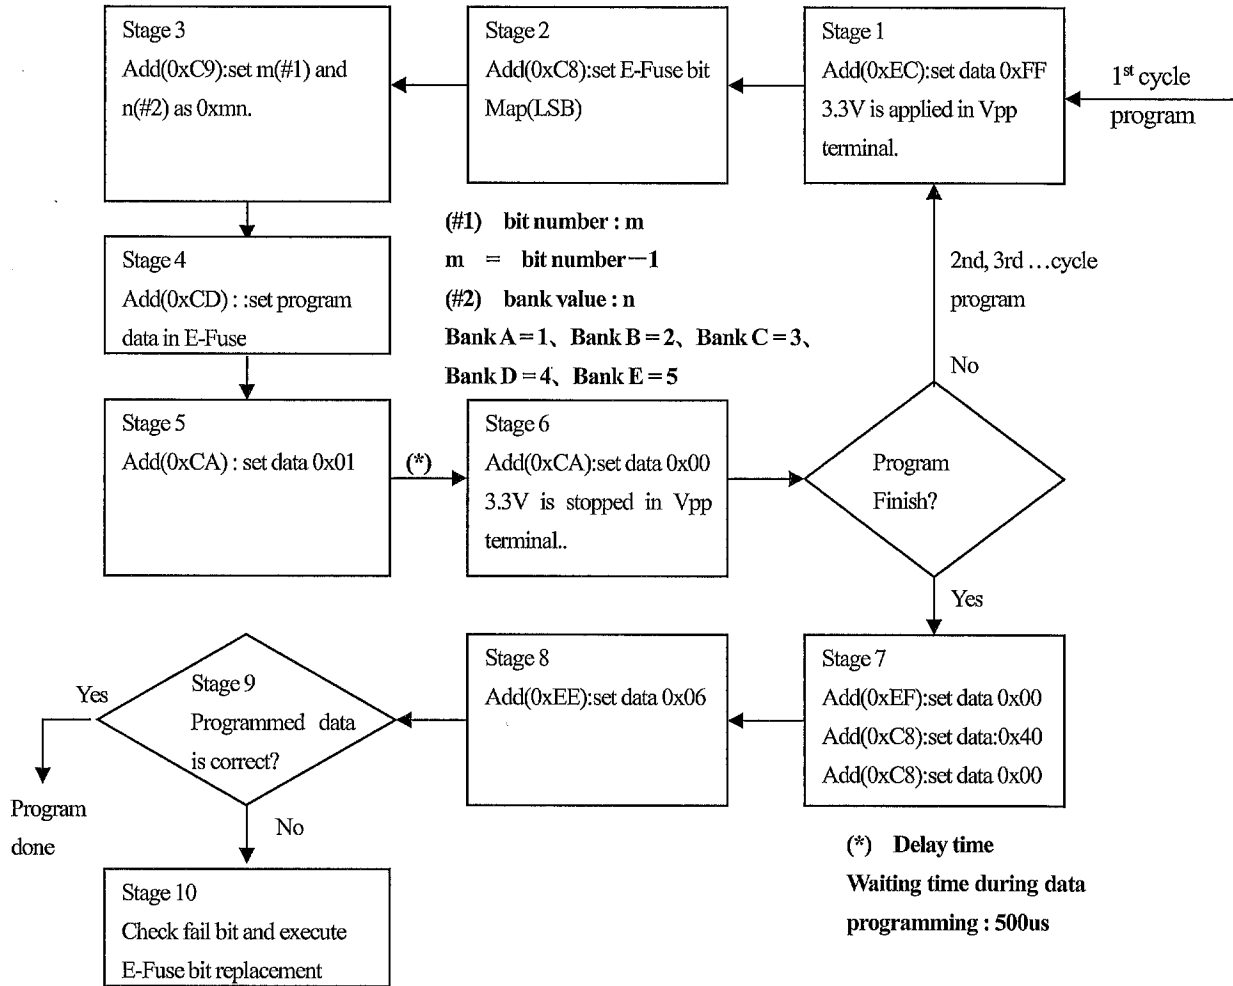 Stage 3
Add(0xC9):set m(#1) and
n(#2) as 0xmn.
Stage 2
Add(0xC8):set E-Fuse bit
Map(LSB)
Stage 1
Add(0xEC):set data 0xFF
3.3V is applied in Vpp
terminal.
1st cycle
program
Stage 4
Add(0xCD) : :set program
data in E-Fuse
(#1) bit number : m
m = bit number－1
(#2) bank value : n
Bank A = 1、Bank B = 2、Bank C = 3、
Bank D = 4、Bank E = 5
2nd, 3rd …cycle
program
No
Stage 5
Add(0xCA) : set data 0x01
(*)
Stage 6
Add(0xCA):set data 0x00
3.3V is stopped in Vpp
terminal..
Program
Finish?
Yes
Stage 7
Add(0xEF):set data 0x00
Add(0xC8):set data:0x40
Add(0xC8):set data 0x00
Stage 8
Add(0xEE):set data 0x06
Stage 9
Programmed data
is correct?
Yes
Program
done
No
Stage 10
Check fail bit and execute
E-Fuse bit replacement
(*) Delay time
Waiting time during data
programming : 500us